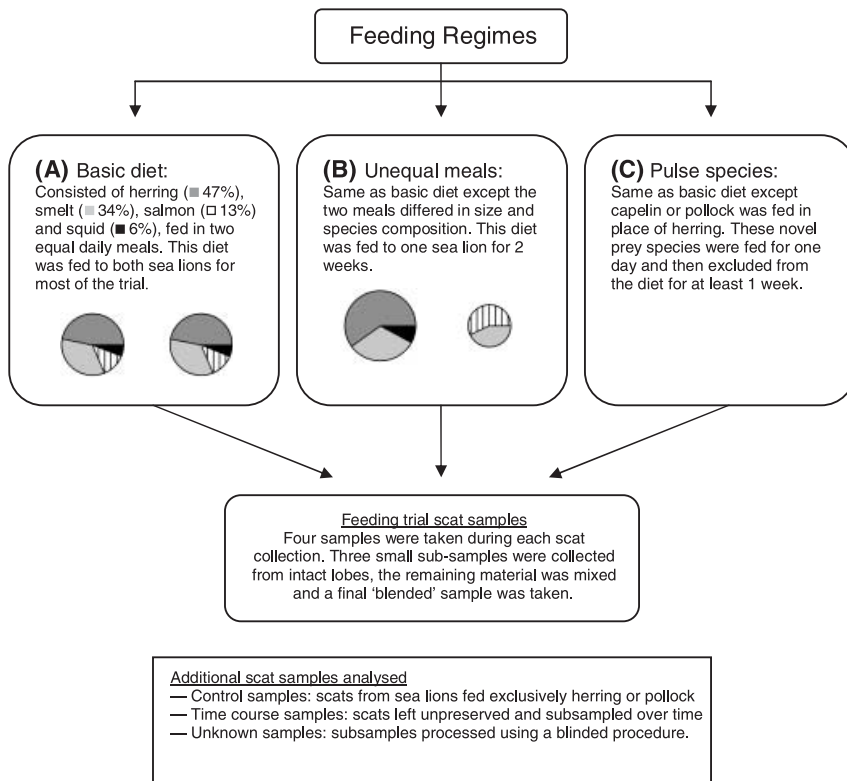 Feeding Regimes
(A) Basic diet:
Consisted of herring (■ 47%),
smelt (■ 34%), salmon (□ 13%)
and squid (■ 6%), fed in two
equal daily meals. This diet
was fed to both sea lions for
most of the trial.
(B) Unequal meals:
Same as basic diet except the
two meals differed in size and
species composition. This diet
was fed to one sea lion for 2
weeks.
(C) Pulse species:
Same as basic diet except
capelin or pollock was fed in
place of herring. These novel
prey species were fed for one
day and then excluded from
the diet for at least 1 week.
Feeding trial scat samples
Four samples were taken during each scat
collection. Three small sub-samples were collected
from intact lobes, the remaining material was mixed
and a final ‘blended’ sample was taken.
Additional scat samples analysed
— Control samples: scats from sea lions fed exclusively herring or pollock
— Time course samples: scats left unpreserved and subsampled over time
— Unknown samples: subsamples processed using a blinded procedure.